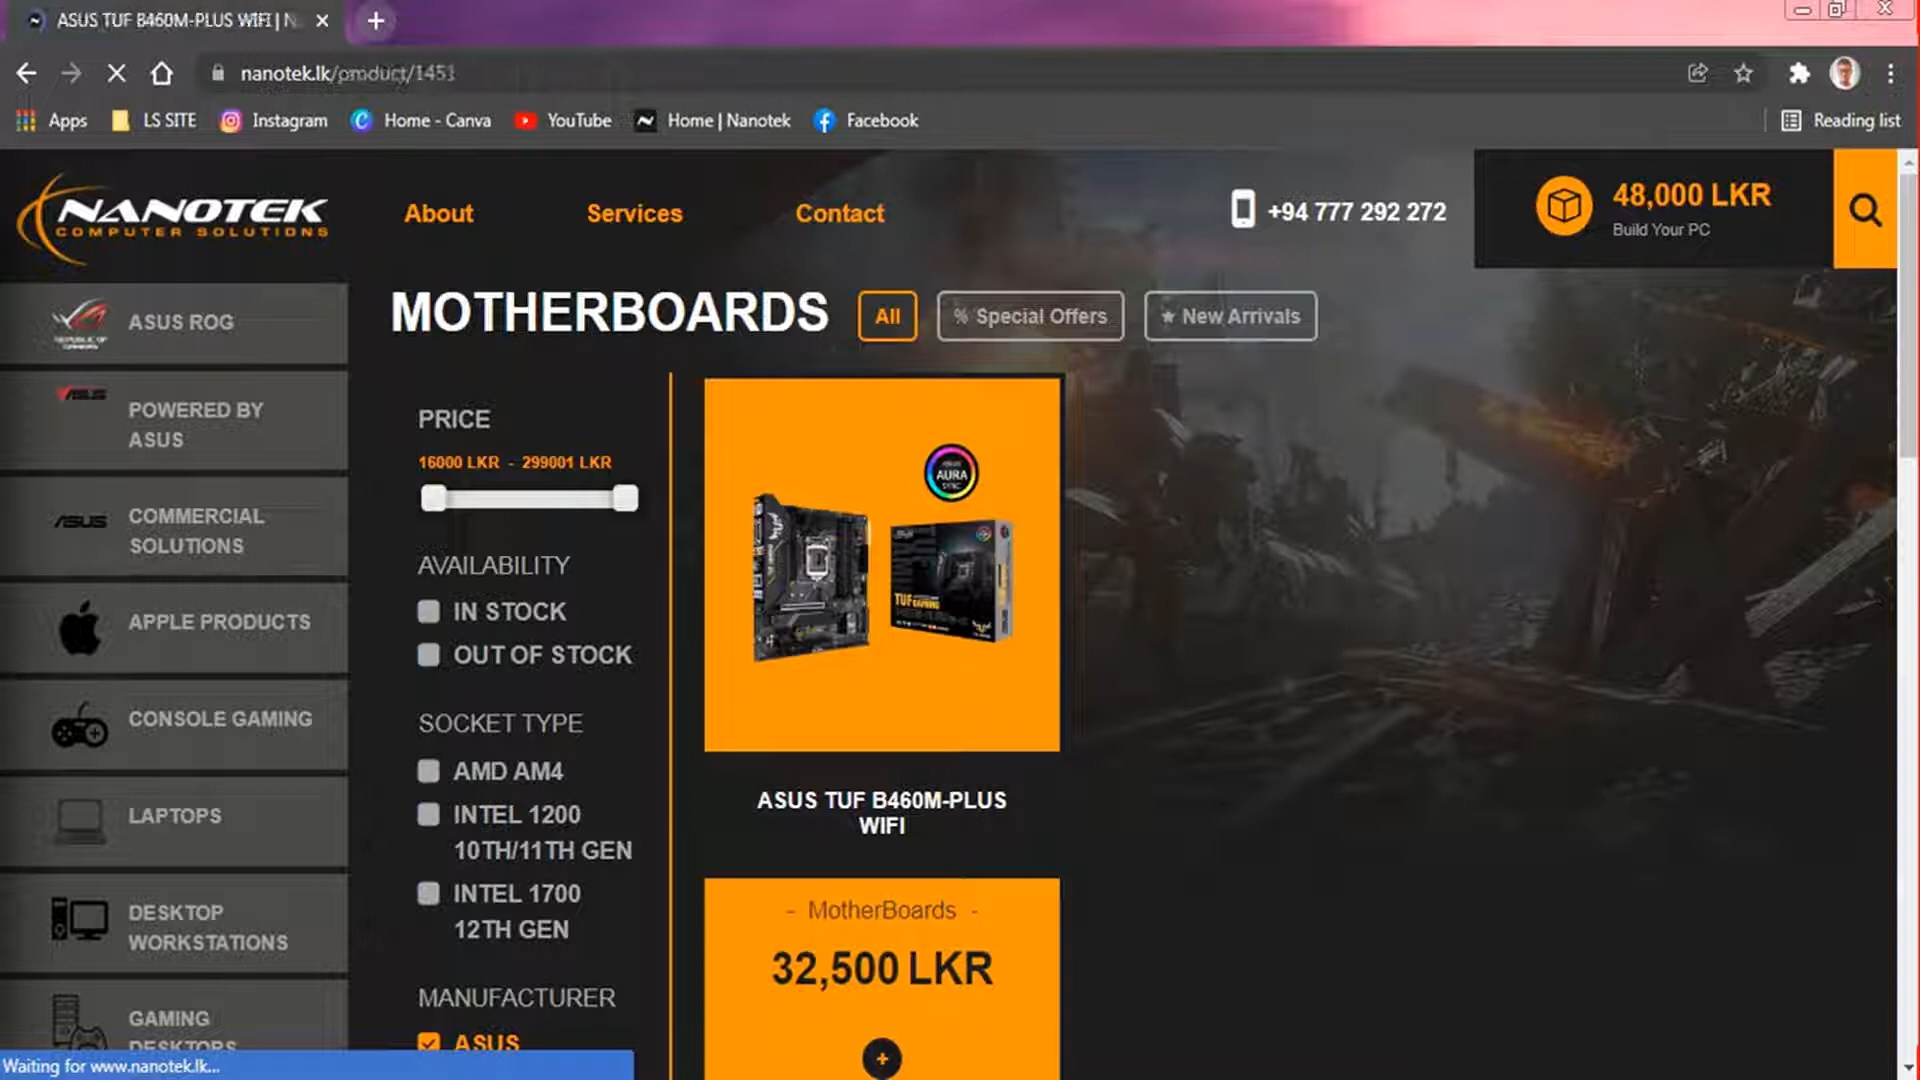 ASUS TUF B460M-PLUS WIFI | N
nanotek.lk/product/1451
Apps
LS SITE
Instagram
Home - Canva
YouTube
Home | Nanotek
Facebook
Reading list
NANOTEK
COMPUTER SOLUTIONS
About
Services
Contact
+94 777 292 272
48,000 LKR
Build Your PC
ASUS ROG
POWERED BY
ASUS
COMMERCIAL
SOLUTIONS
APPLE PRODUCTS
CONSOLE GAMING
LAPTOPS
DESKTOP
WORKSTATIONS
GAMING
DESKTOPS
MOTHERBOARDS
All
% Special Offers
★ New Arrivals
PRICE
16000 LKR - 299001 LKR
AVAILABILITY
IN STOCK
OUT OF STOCK
SOCKET TYPE
AMD AM4
INTEL 1200
10TH/11TH GEN
INTEL 1700
12TH GEN
MANUFACTURER
ASUS
AURA
SYNC
TUF GAMING
ASUS TUF B460M-PLUS
WIFI
- MotherBoards -
32,500 LKR
+
Waiting for www.nanotek.lk...